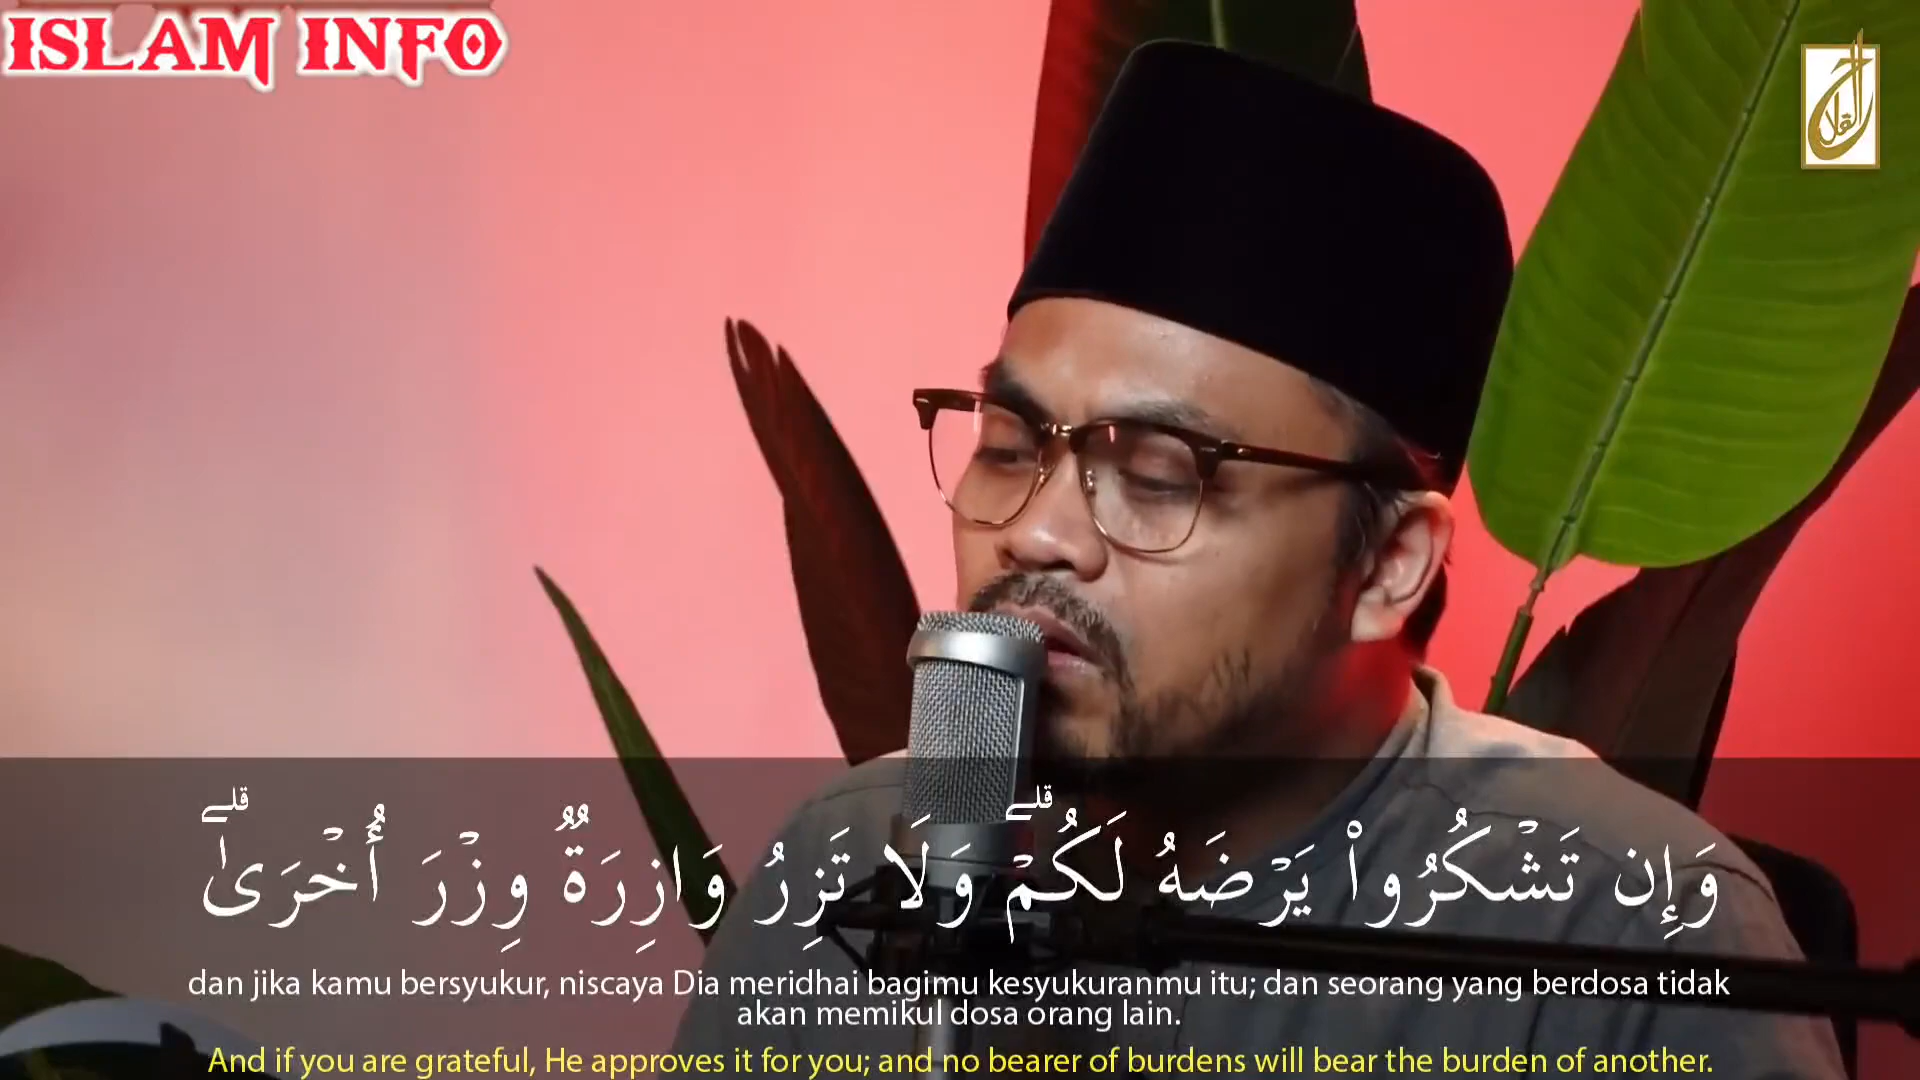 ISLAM INFO
القلاح
وَإِن تَشْكُرُوا۟ يَرْضَهُ لَكُمْ ۗ وَلَا تَزِرُ وَازِرَةٌ وِزْرَ أُخْرَىٰ ۗ
dan jika kamu bersyukur, niscaya Dia meridhai bagimu kesyukuranmu itu; dan seorang yang berdosa tidak
akan memikul dosa orang lain.
And if you are grateful, He approves it for you; and no bearer of burdens will bear the burden of another.